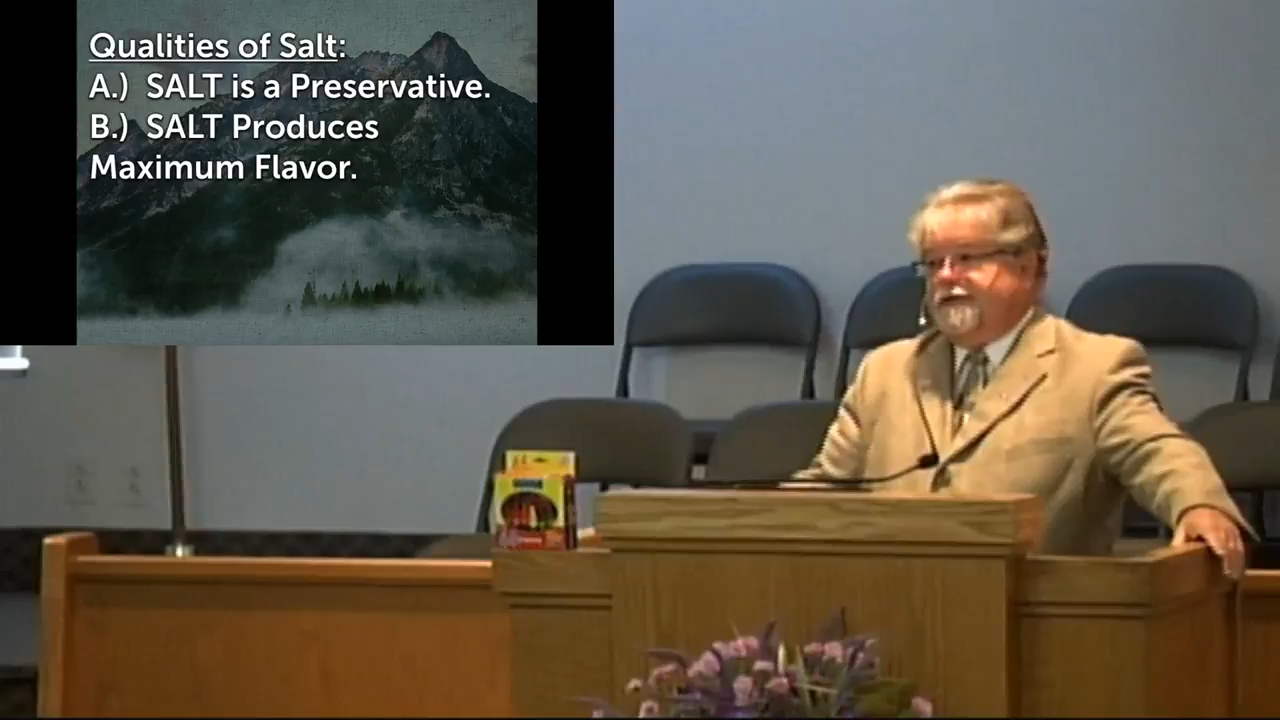 Qualities of Salt:
A.) SALT is a Preservative.
B.) SALT Produces
Maximum Flavor.